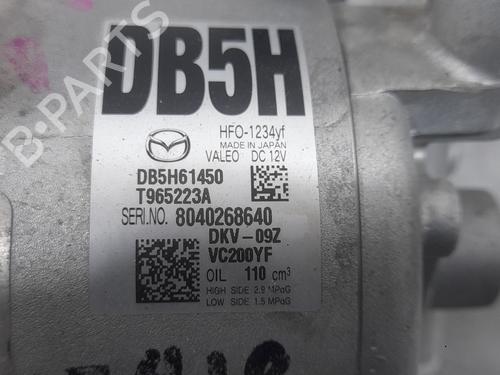 DB5H
HFO-1234yf
MADE IN JAPAN
VALEO DC 12V
DB5H61450
T965223A
SERI.NO. 8040268640
DKV-09Z
VC200YF
OIL 110 cm³
HIGH SIDE 2.9 MPaG
LOW SIDE 1.5 MPaG
B-PARTS